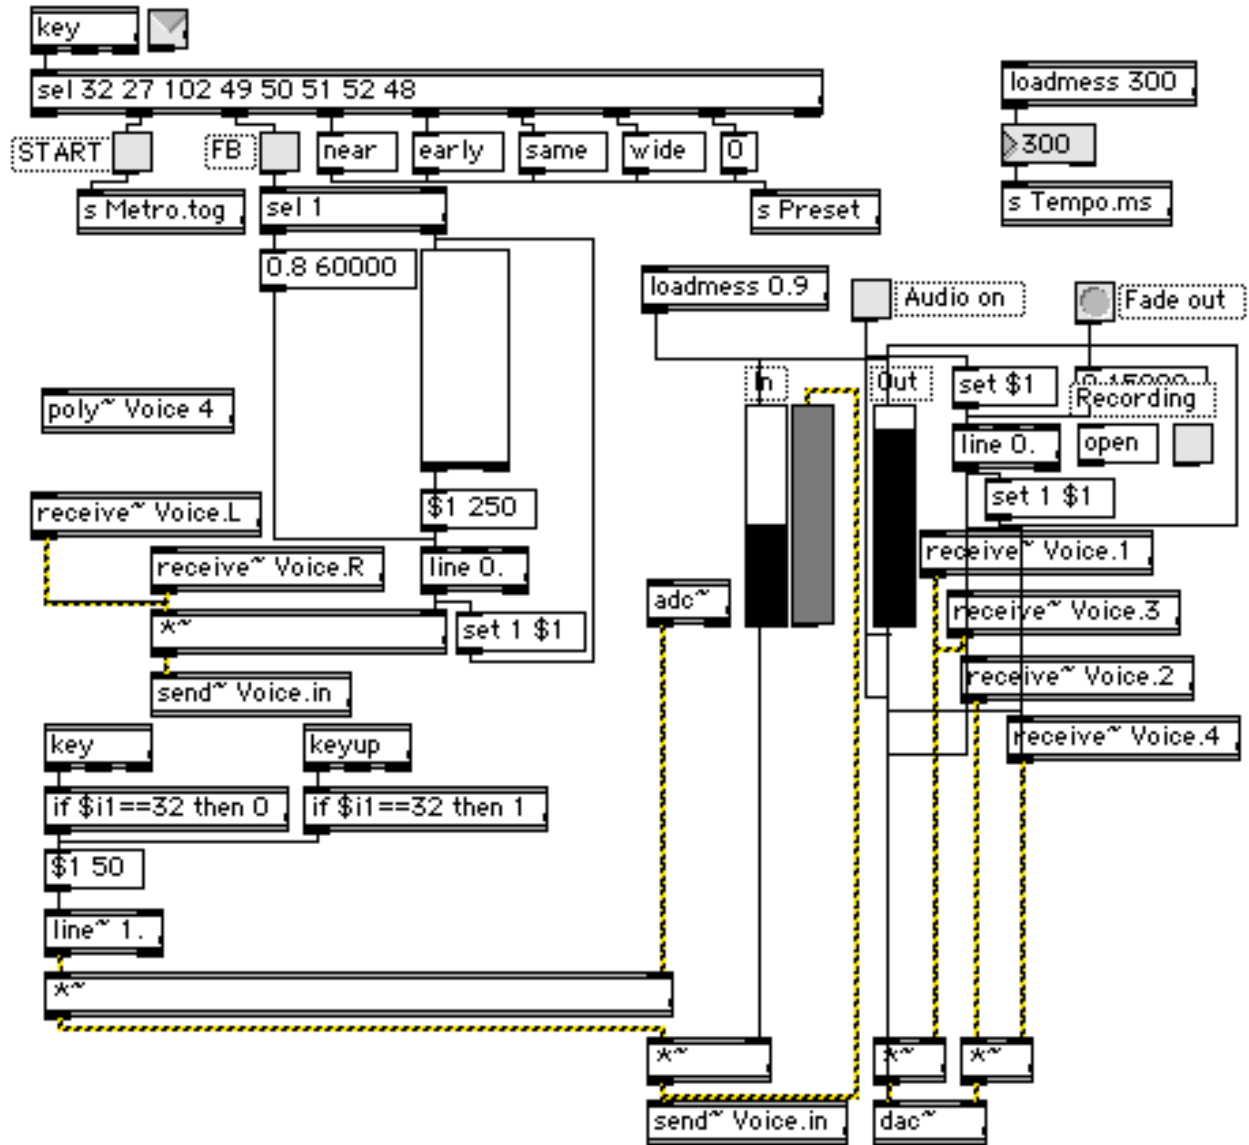 key
sel 32 27 102 49 50 51 52 48
loadmess 300
START
FB
near
early
same
wide
0
300
s Metro.tog
sel 1
s Preset
s Tempo.ms
0.8 60000
loadmess 0.9
Audio on
Fade out
In
Out
set $1
0 15000
Recording
poly~ Voice 4
line 0.
open
$1 250
set 1 $1
receive~ Voice.L
receive~ Voice.1
receive~ Voice.R
line 0.
adc~
receive~ Voice.3
*~
set 1 $1
send~ Voice.in
receive~ Voice.2
key
keyup
receive~ Voice.4
if $i1==32 then 0
if $i1==32 then 1
$1 50
line~ 1.
*~
*~
*~
*~
send~ Voice.in
dac~